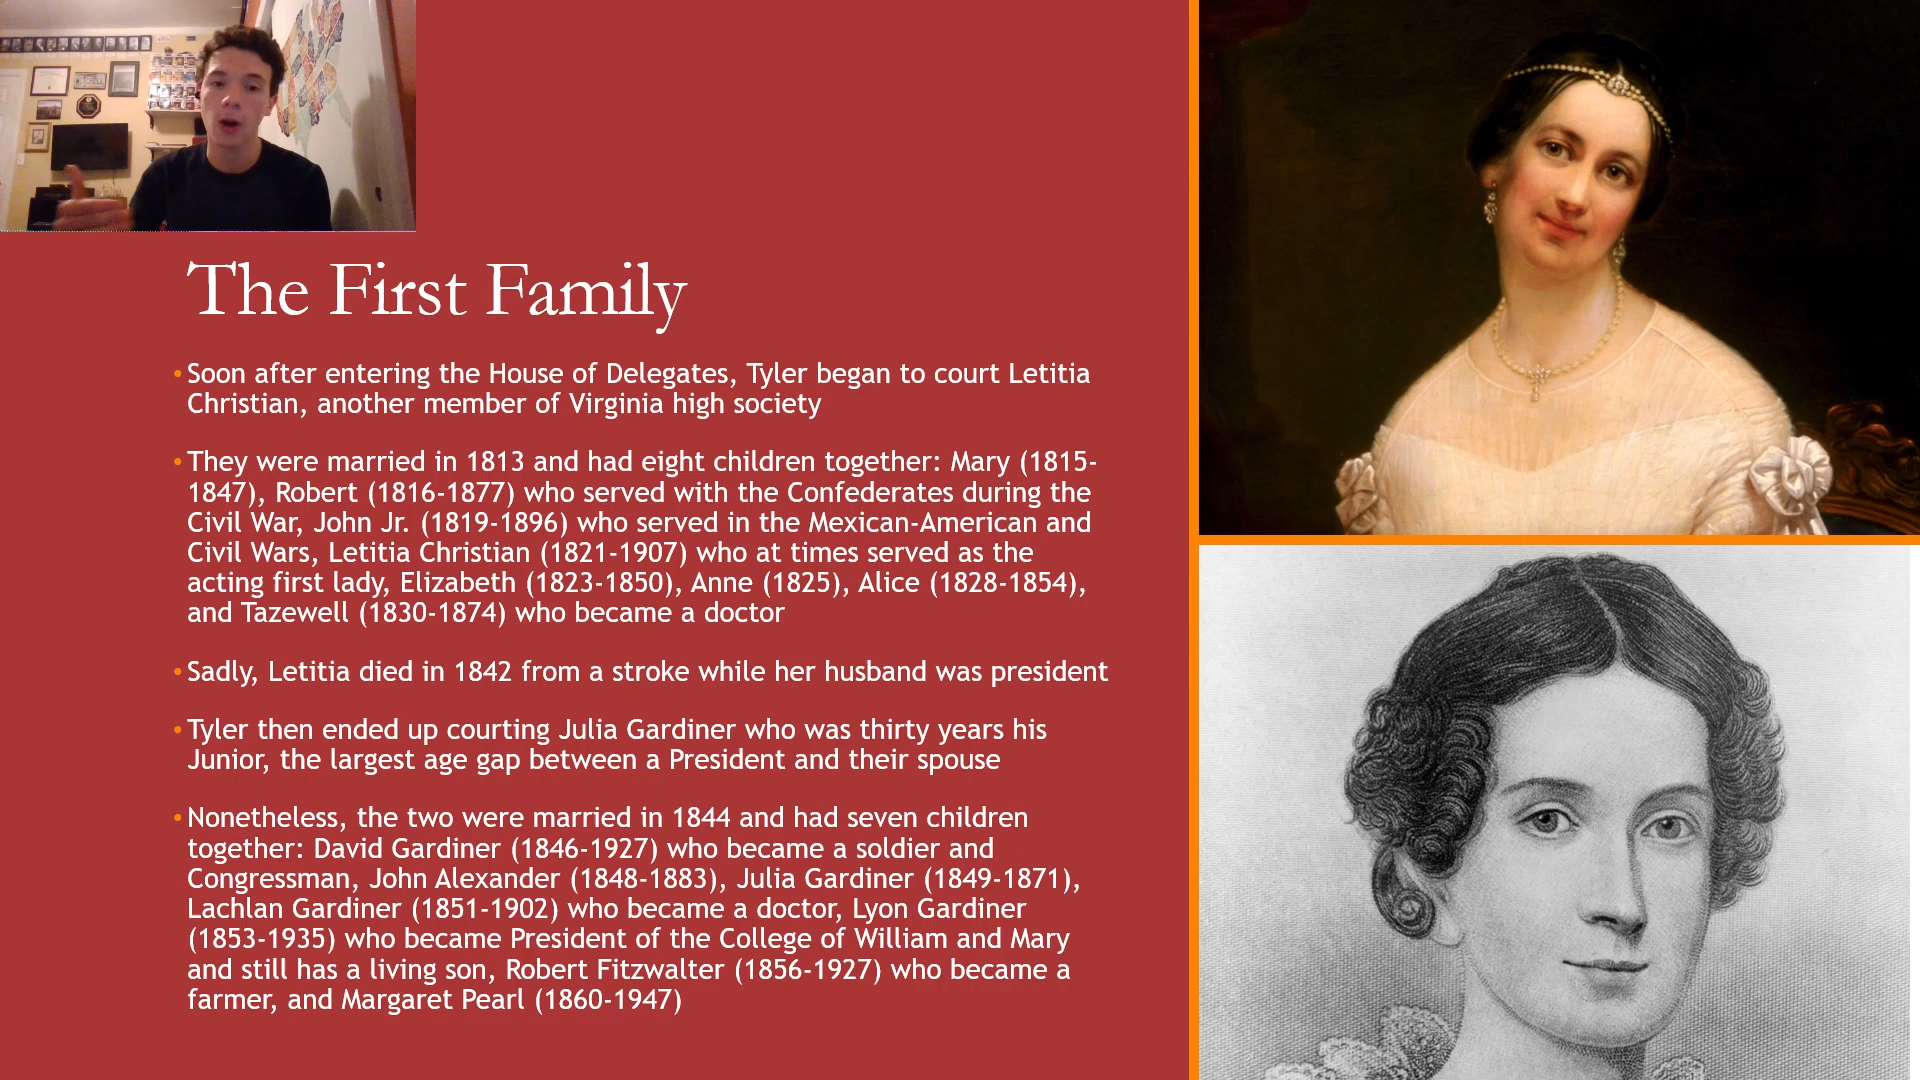 The First Family
•Soon after entering the House of Delegates, Tyler began to court Letitia
Christian, another member of Virginia high society
•They were married in 1813 and had eight children together: Mary (1815-
1847), Robert (1816-1877) who served with the Confederates during the
Civil War, John Jr. (1819-1896) who served in the Mexican-American and
Civil Wars, Letitia Christian (1821-1907) who at times served as the
acting first lady, Elizabeth (1823-1850), Anne (1825), Alice (1828-1854),
and Tazewell (1830-1874) who became a doctor
•Sadly, Letitia died in 1842 from a stroke while her husband was president
•Tyler then ended up courting Julia Gardiner who was thirty years his
Junior, the largest age gap between a President and their spouse
•Nonetheless, the two were married in 1844 and had seven children
together: David Gardiner (1846-1927) who became a soldier and
Congressman, John Alexander (1848-1883), Julia Gardiner (1849-1871),
Lachlan Gardiner (1851-1902) who became a doctor, Lyon Gardiner
(1853-1935) who became President of the College of William and Mary
and still has a living son, Robert Fitzwalter (1856-1927) who became a
farmer, and Margaret Pearl (1860-1947)